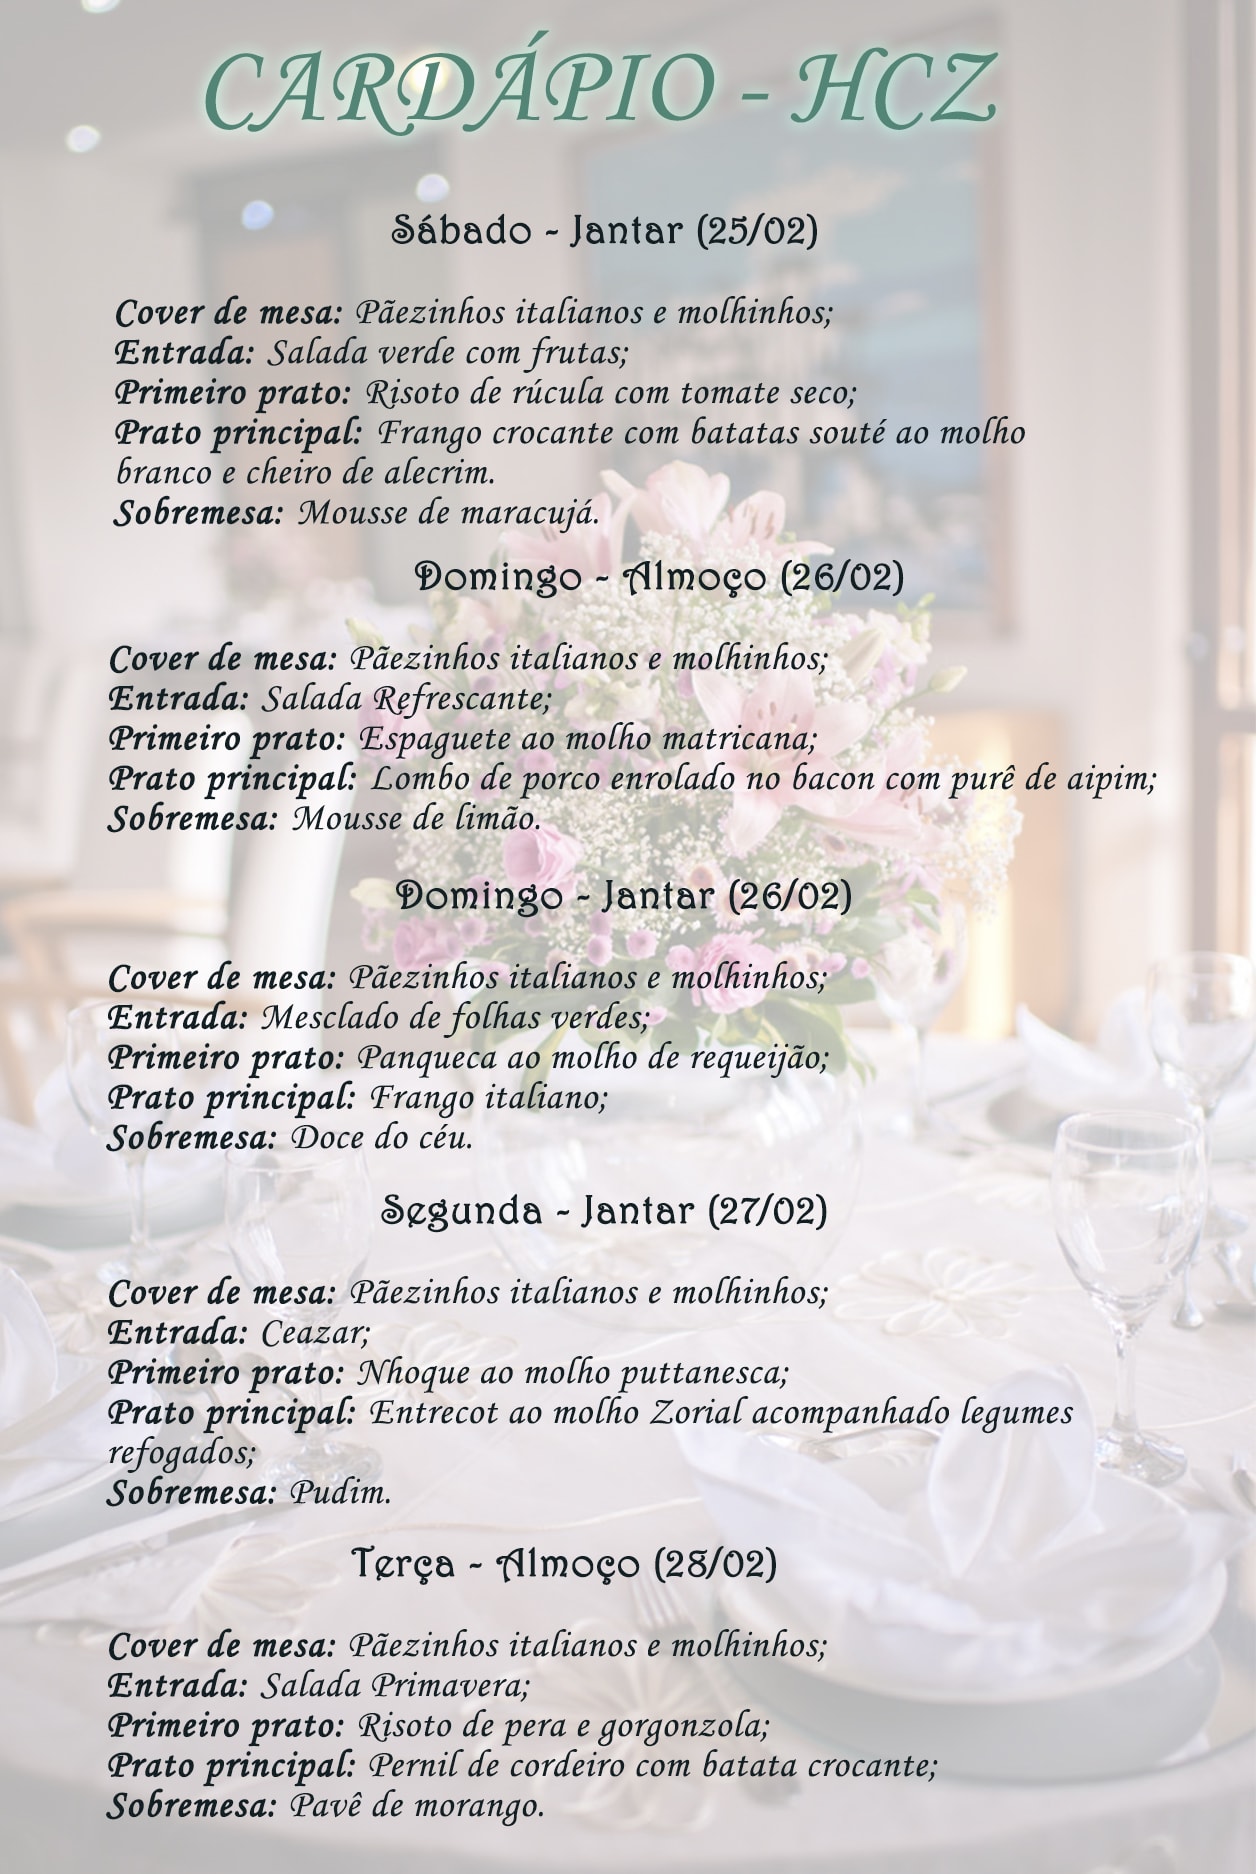 CARDÁPIO - HCZ
Sábado - Jantar (25/02)
Cover de mesa: Pãezinhos italianos e molhinhos;
Entrada: Salada verde com frutas;
Primeiro prato: Risoto de rúcula com tomate seco;
Prato principal: Frango crocante com batatas souté ao molho
branco e cheiro de alecrim.
Sobremesa: Mousse de maracujá.
Domingo - Almoço (26/02)
Cover de mesa: Pãezinhos italianos e molhinhos;
Entrada: Salada Refrescante;
Primeiro prato: Espaguete ao molho matricana;
Prato principal: Lombo de porco enrolado no bacon com purê de aipim;
Sobremesa: Mousse de limão.
Domingo - Jantar (26/02)
Cover de mesa: Pãezinhos italianos e molhinhos;
Entrada: Mesclado de folhas verdes;
Primeiro prato: Panqueca ao molho de requeijão;
Prato principal: Frango italiano;
Sobremesa: Doce do céu.
Segunda - Jantar (27/02)
Cover de mesa: Pãezinhos italianos e molhinhos;
Entrada: Ceazar;
Primeiro prato: Nhoque ao molho puttanesca;
Prato principal: Entrecot ao molho Zorial acompanhado legumes
refogados;
Sobremesa: Pudim.
Terça - Almoço (28/02)
Cover de mesa: Pãezinhos italianos e molhinhos;
Entrada: Salada Primavera;
Primeiro prato: Risoto de pera e gorgonzola;
Prato principal: Pernil de cordeiro com batata crocante;
Sobremesa: Pavê de morango.